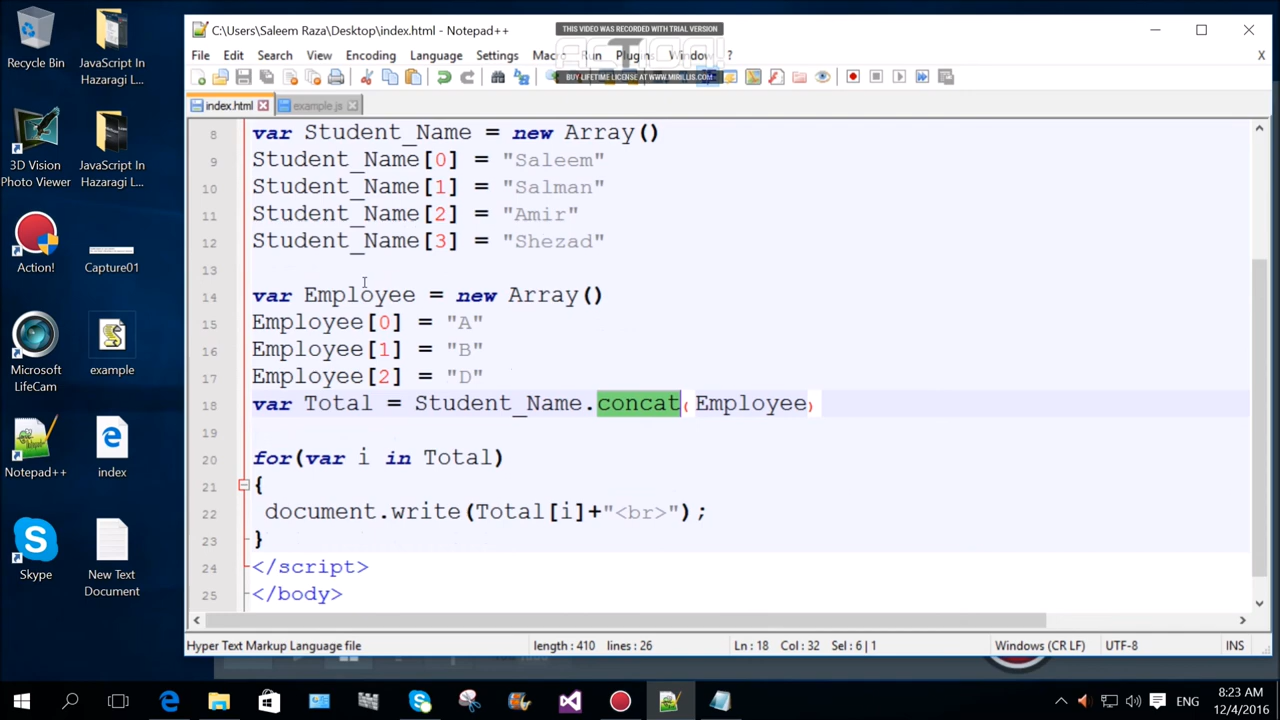 C:\Users\Saleem Raza\Desktop\index.html - Notepad++
THIS VIDEO WAS RECORDED WITH TRIAL VERSION
ACTION!
BUY LIFETIME LICENSE AT WWW.MIRILLIS.COM
File Edit Search View Encoding Language Settings Macro Run Plugins Window ?
X
index.html example.js
8 var Student_Name = new Array()
9 Student_Name[0] = "Saleem"
10 Student_Name[1] = "Salman"
11 Student_Name[2] = "Amir"
12 Student_Name[3] = "Shezad"
13
14 var Employee = new Array()
15 Employee[0] = "A"
16 Employee[1] = "B"
17 Employee[2] = "D"
18 var Total = Student_Name.concat(Employee)
19
20 for(var i in Total)
21 {
22 document.write(Total[i]+"<br>");
23 }
24 </script>
25 </body>
Hyper Text Markup Language file length : 410 lines : 26 Ln : 18 Col : 32 Sel : 6 | 1 Windows (CR LF) UTF-8 INS
Recycle Bin
JavaScript In Hazaragi L...
3D Vision Photo Viewer
JavaScript In Hazaragi L...
Action!
Capture01
Microsoft LifeCam
example
Notepad++
index
Skype
New Text Document
ENG
8:23 AM
12/4/2016